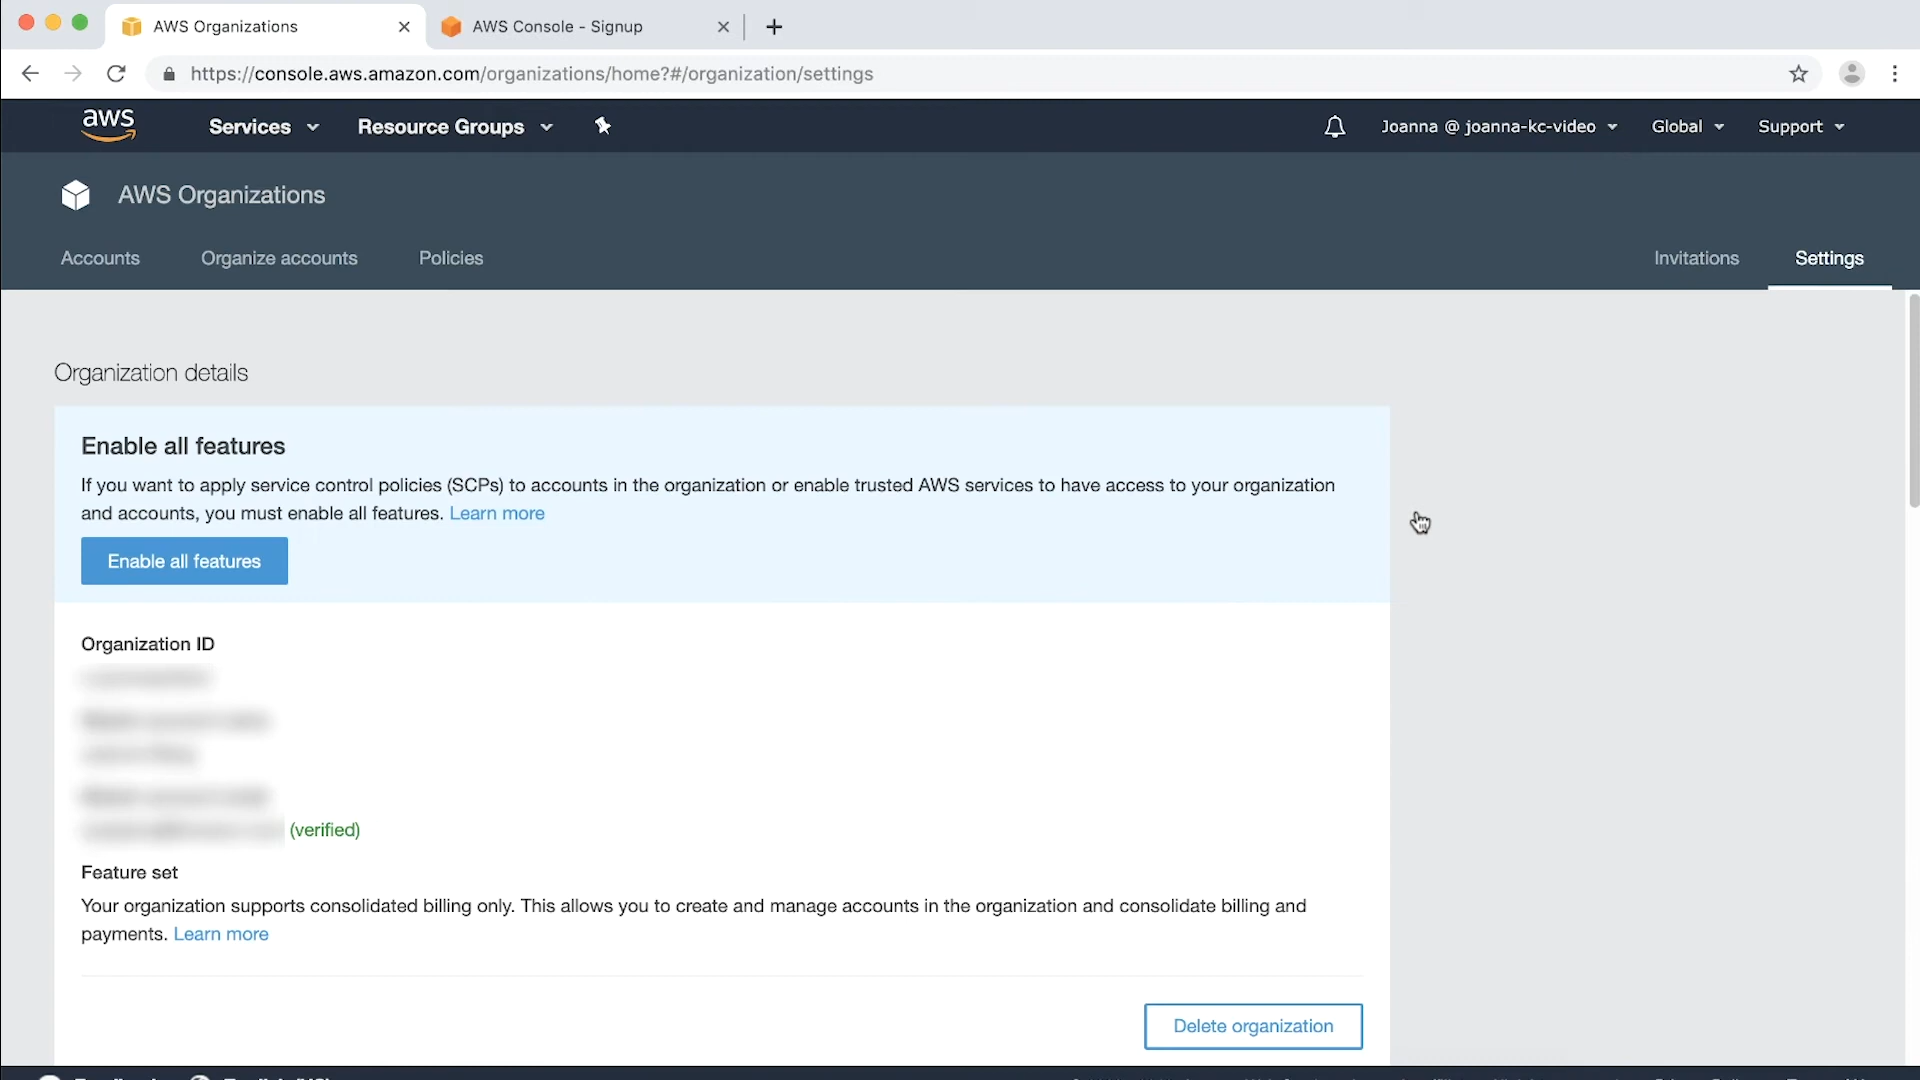 AWS Organizations
AWS Console - Signup
https://console.aws.amazon.com/organizations/home?#/organization/settings
aws
Services
Resource Groups
Joanna @ joanna-kc-video
Global
Support
AWS Organizations
Accounts
Organize accounts
Policies
Invitations
Settings
Organization details
Enable all features
If you want to apply service control policies (SCPs) to accounts in the organization or enable trusted AWS services to have access to your organization
and accounts, you must enable all features. Learn more
Enable all features
Organization ID
(verified)
Feature set
Your organization supports consolidated billing only. This allows you to create and manage accounts in the organization and consolidate billing and
payments. Learn more
Delete organization